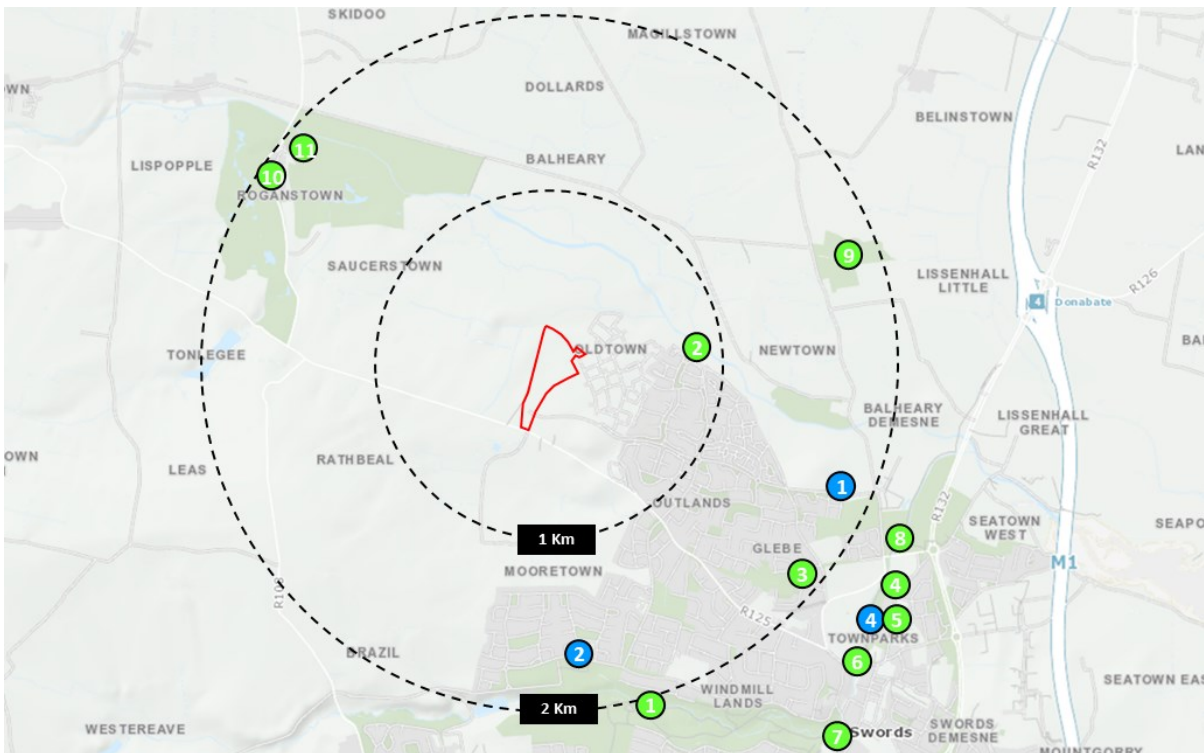 SKIDOO
MAGILLSTOWN
DOLLARDS
OWN
BELINSTOWN
R132
LAN
11
BALHEARY
LISPOPPLE
10
ROGANSTOWN
9
SAUCERSTOWN
LISSENHALL
LITTLE
R126
4
Donabate
OLDTOWN
2
NEWTOWN
TONLEGEE
BA
BALHEARY
DEMESNE
LISSENHALL
GREAT
OWN
LEAS
RATHBEAL
1
OUTLANDS
R132
SEATOWN
WEST
SEAPO
8
1 Km
GLEBE
M1
MOORETOWN
3
4
R125
4
5
TOWNPARKS
BRAZIL
2
6
SEATOWN EAS
WINDMILL
LANDS
1
2 Km
WESTEREAVE
7
Swords
SWORDS
DEMESNE
MOUNTGORRY